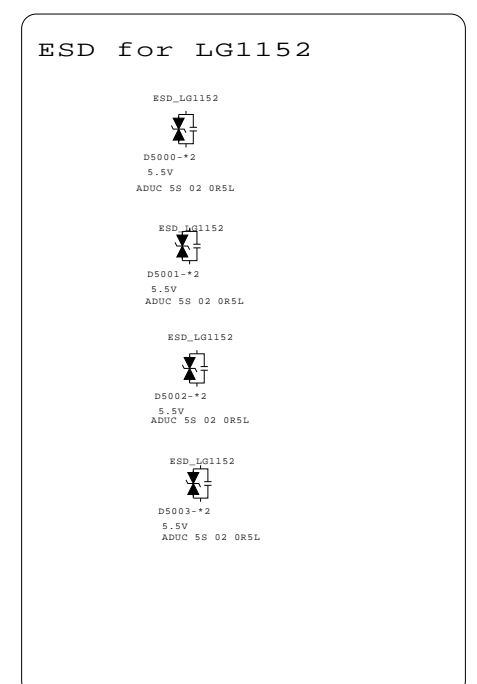 ESD for LG1152
ESD_LG1152
D5000-*2
5.5V
ADUC 5S 02 0R5L
ESD_LG1152
D5001-*2
5.5V
ADUC 5S 02 0R5L
ESD_LG1152
D5002-*2
5.5V
ADUC 5S 02 0R5L
ESD_LG1152
D5003-*2
5.5V
ADUC 5S 02 0R5L